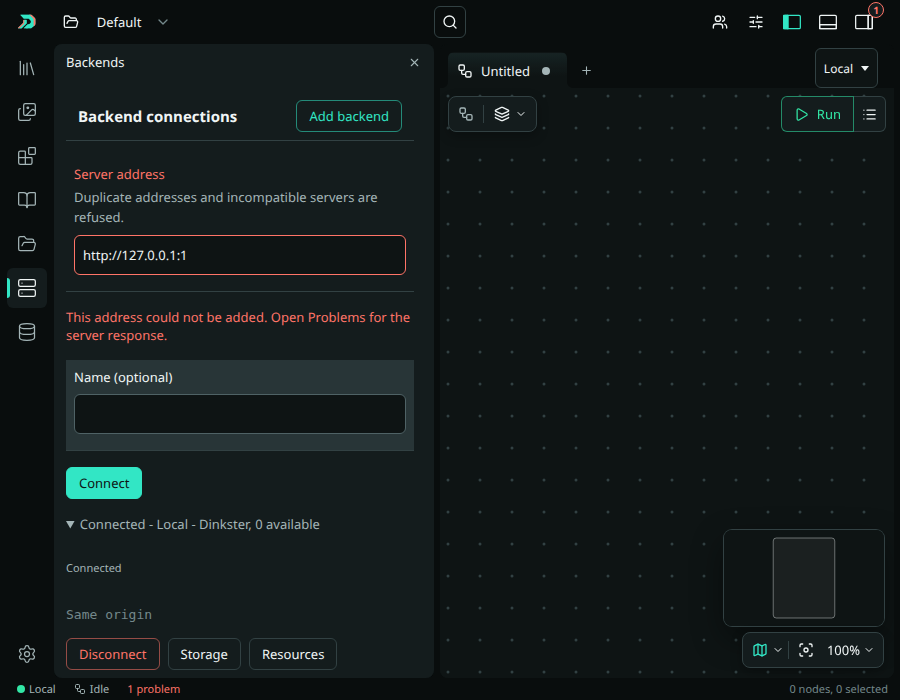 Default
1
Backends
Untitled
Local
Backend connections
Add backend
Run
Server address
Duplicate addresses and incompatible servers are
refused.
http://127.0.0.1:1
This address could not be added. Open Problems for the
server response.
Name (optional)
Connect
Connected - Local - Dinkster, 0 available
Connected
Same origin
Disconnect
Storage
Resources
100%
Local
Idle
1 problem
0 nodes, 0 selected